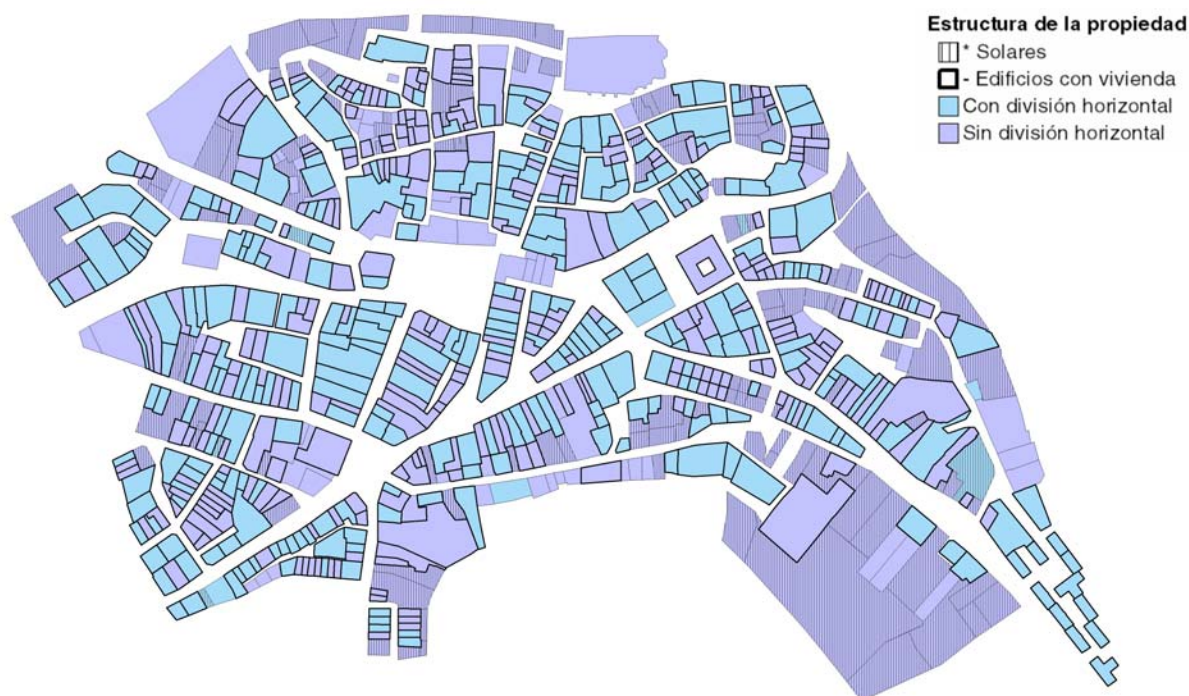 Estructura de la propiedad
* Solares
- Edificios con vivienda
Con división horizontal
Sin división horizontal